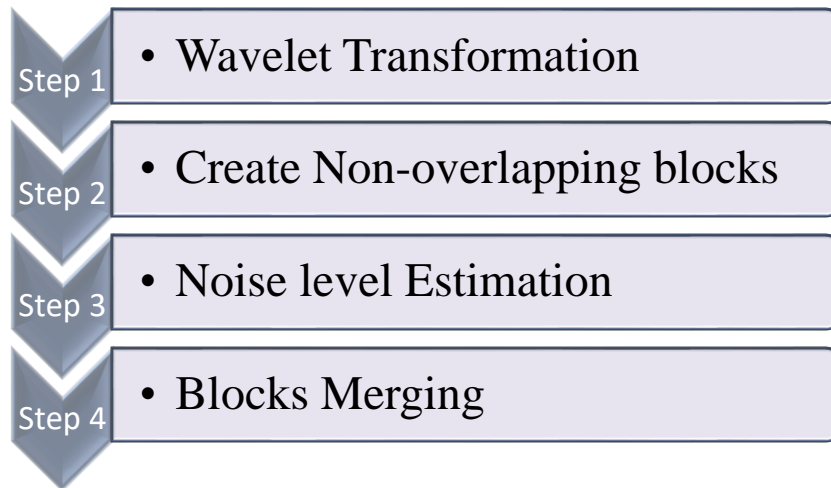 Step 1
• Wavelet Transformation
Step 2
• Create Non-overlapping blocks
Step 3
• Noise level Estimation
Step 4
• Blocks Merging